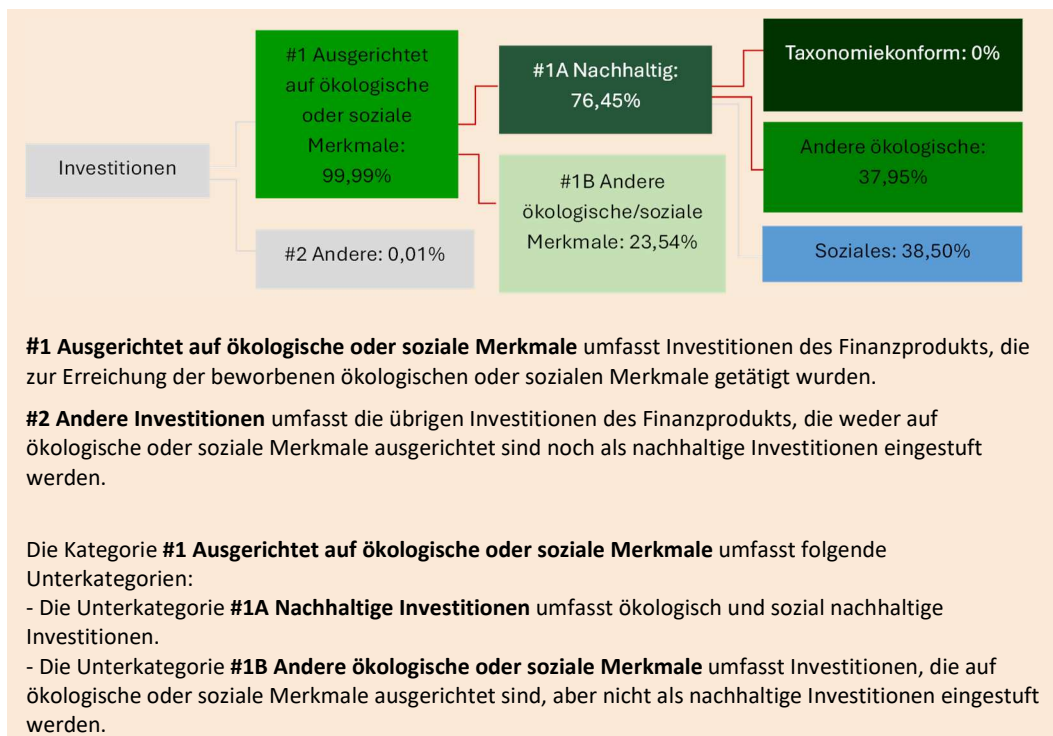 Investitionen
#1 Ausgerichtet
auf ökologische
oder soziale
Merkmale:
99,99%
#2 Andere: 0,01%
#1A Nachhaltig:
76,45%
#1B Andere
ökologische/soziale
Merkmale: 23,54%
Taxonomiekonform: 0%
Andere ökologische:
37,95%
Soziales: 38,50%
#1 Ausgerichtet auf ökologische oder soziale Merkmale umfasst Investitionen des Finanzprodukts, die
zur Erreichung der beworbenen ökologischen oder sozialen Merkmale getätigt wurden.
#2 Andere Investitionen umfasst die übrigen Investitionen des Finanzprodukts, die weder auf
ökologische oder soziale Merkmale ausgerichtet sind noch als nachhaltige Investitionen eingestuft
werden.
Die Kategorie #1 Ausgerichtet auf ökologische oder soziale Merkmale umfasst folgende
Unterkategorien:
- Die Unterkategorie #1A Nachhaltige Investitionen umfasst ökologisch und sozial nachhaltige
Investitionen.
- Die Unterkategorie #1B Andere ökologische oder soziale Merkmale umfasst Investitionen, die auf
ökologische oder soziale Merkmale ausgerichtet sind, aber nicht als nachhaltige Investitionen eingestuft
werden.